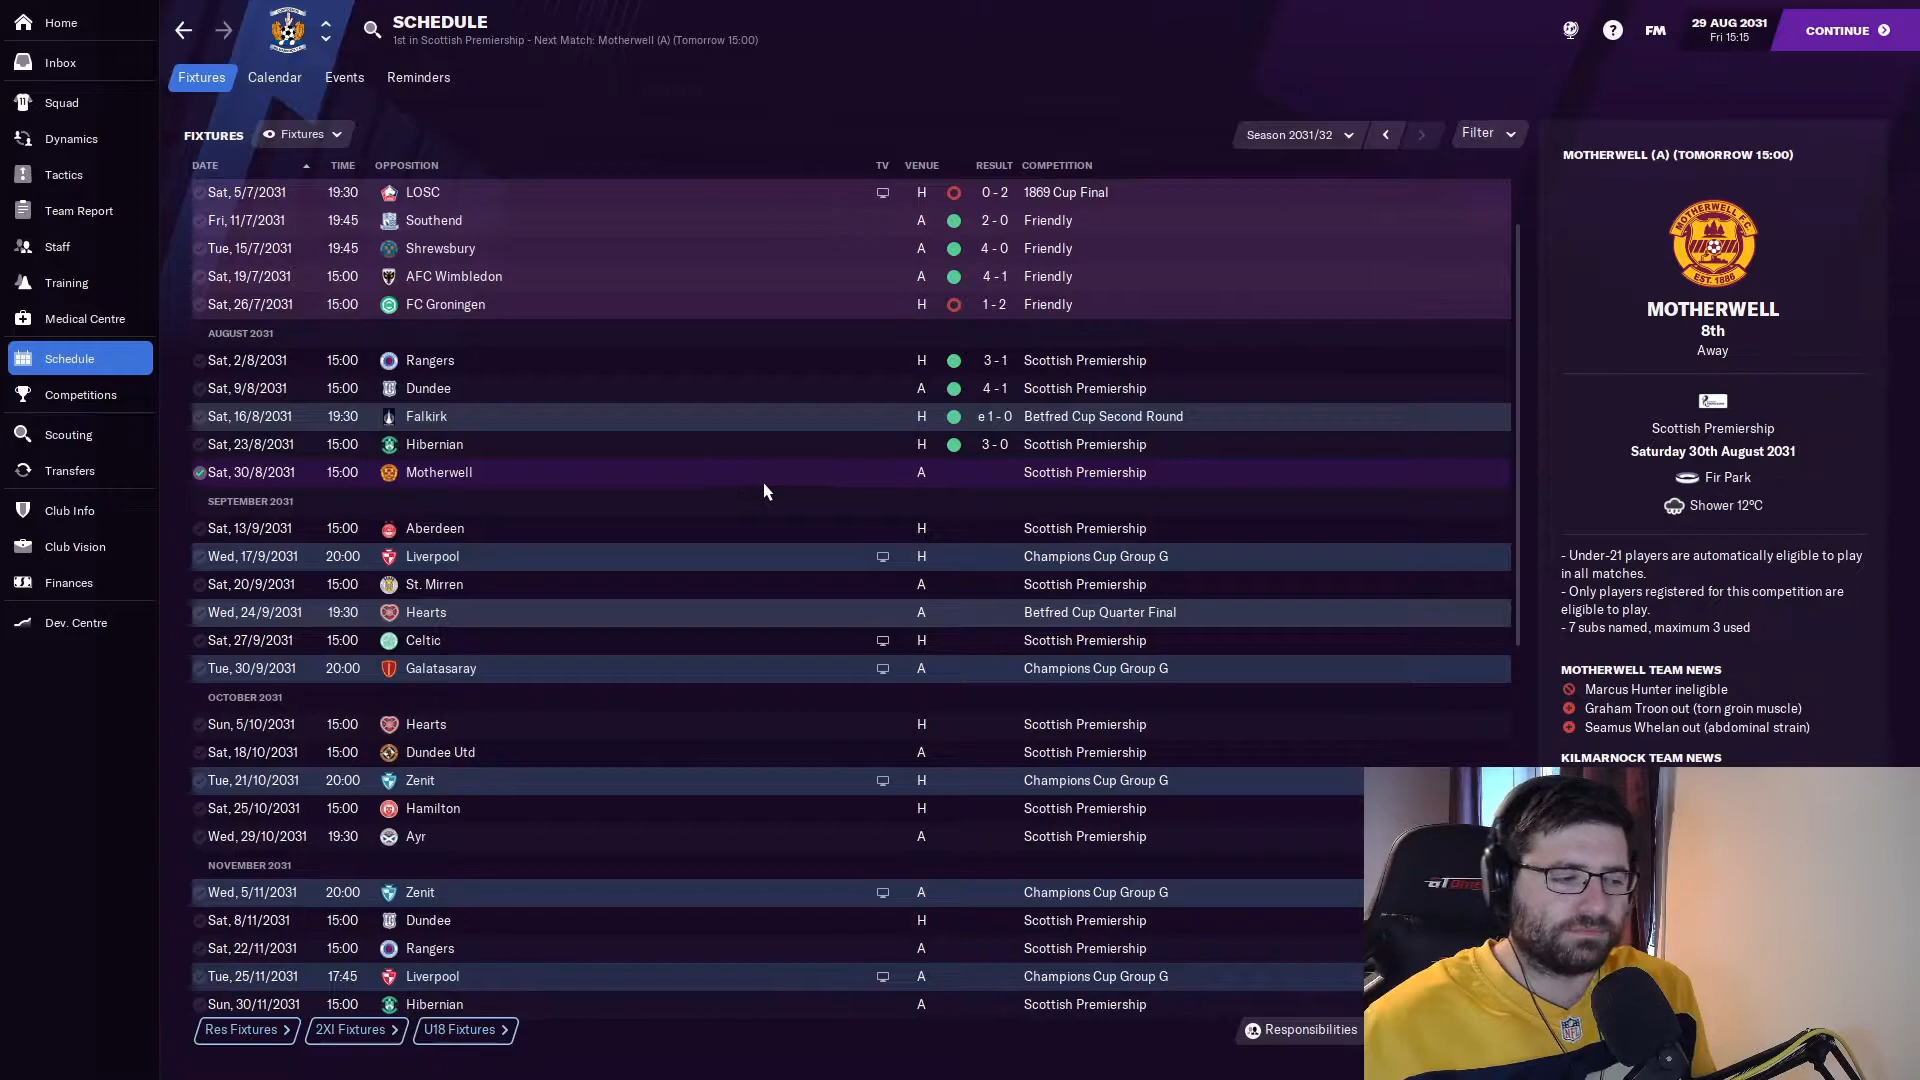 Home
Inbox
Squad
Dynamics
Tactics
Team Report
Staff
Training
Medical Centre
Schedule
Competitions
Scouting
Transfers
Club Info
Club Vision
Finances
Dev. Centre
SCHEDULE
1st in Scottish Premiership - Next Match: Motherwell (A) (Tomorrow 15:00)
FM
29 AUG 2031
Fri 15:15
CONTINUE
Fixtures Calendar Events Reminders
FIXTURES Fixtures
Season 2031/32 Filter
DATE TIME OPPOSITION TV VENUE RESULT COMPETITION
Sat, 5/7/2031 19:30 LOSC H 0 - 2 1869 Cup Final
Fri, 11/7/2031 19:45 Southend A 2 - 0 Friendly
Tue, 15/7/2031 19:45 Shrewsbury A 4 - 0 Friendly
Sat, 19/7/2031 15:00 AFC Wimbledon A 4 - 1 Friendly
Sat, 26/7/2031 15:00 FC Groningen H 1 - 2 Friendly
AUGUST 2031
Sat, 2/8/2031 15:00 Rangers H 3 - 1 Scottish Premiership
Sat, 9/8/2031 15:00 Dundee A 4 - 1 Scottish Premiership
Sat, 16/8/2031 19:30 Falkirk H e 1 - 0 Betfred Cup Second Round
Sat, 23/8/2031 15:00 Hibernian H 3 - 0 Scottish Premiership
Sat, 30/8/2031 15:00 Motherwell A Scottish Premiership
SEPTEMBER 2031
Sat, 13/9/2031 15:00 Aberdeen H Scottish Premiership
Wed, 17/9/2031 20:00 Liverpool H Champions Cup Group G
Sat, 20/9/2031 15:00 St. Mirren A Scottish Premiership
Wed, 24/9/2031 19:30 Hearts A Betfred Cup Quarter Final
Sat, 27/9/2031 15:00 Celtic H Scottish Premiership
Tue, 30/9/2031 20:00 Galatasaray A Champions Cup Group G
OCTOBER 2031
Sun, 5/10/2031 15:00 Hearts H Scottish Premiership
Sat, 18/10/2031 15:00 Dundee Utd A Scottish Premiership
Tue, 21/10/2031 20:00 Zenit H Champions Cup Group G
Sat, 25/10/2031 15:00 Hamilton H Scottish Premiership
Wed, 29/10/2031 19:30 Ayr A Scottish Premiership
NOVEMBER 2031
Wed, 5/11/2031 20:00 Zenit A Champions Cup Group G
Sat, 8/11/2031 15:00 Dundee H Scottish Premiership
Sat, 22/11/2031 15:00 Rangers A Scottish Premiership
Tue, 25/11/2031 17:45 Liverpool A Champions Cup Group G
Sun, 30/11/2031 15:00 Hibernian A Scottish Premiership
Res Fixtures 2XI Fixtures U18 Fixtures
Responsibilities
MOTHERWELL (A) (TOMORROW 15:00)
MOTHERWELL F.C.
EST. 1886
MOTHERWELL
8th
Away
Scottish Premiership
Saturday 30th August 2031
Fir Park
Shower 12ºC
- Under-21 players are automatically eligible to play
in all matches.
- Only players registered for this competition are
eligible to play.
- 7 subs named, maximum 3 used
MOTHERWELL TEAM NEWS
Marcus Hunter ineligible
Graham Troon out (torn groin muscle)
Seamus Whelan out (abdominal strain)
KILMARNOCK TEAM NEWS
NFL